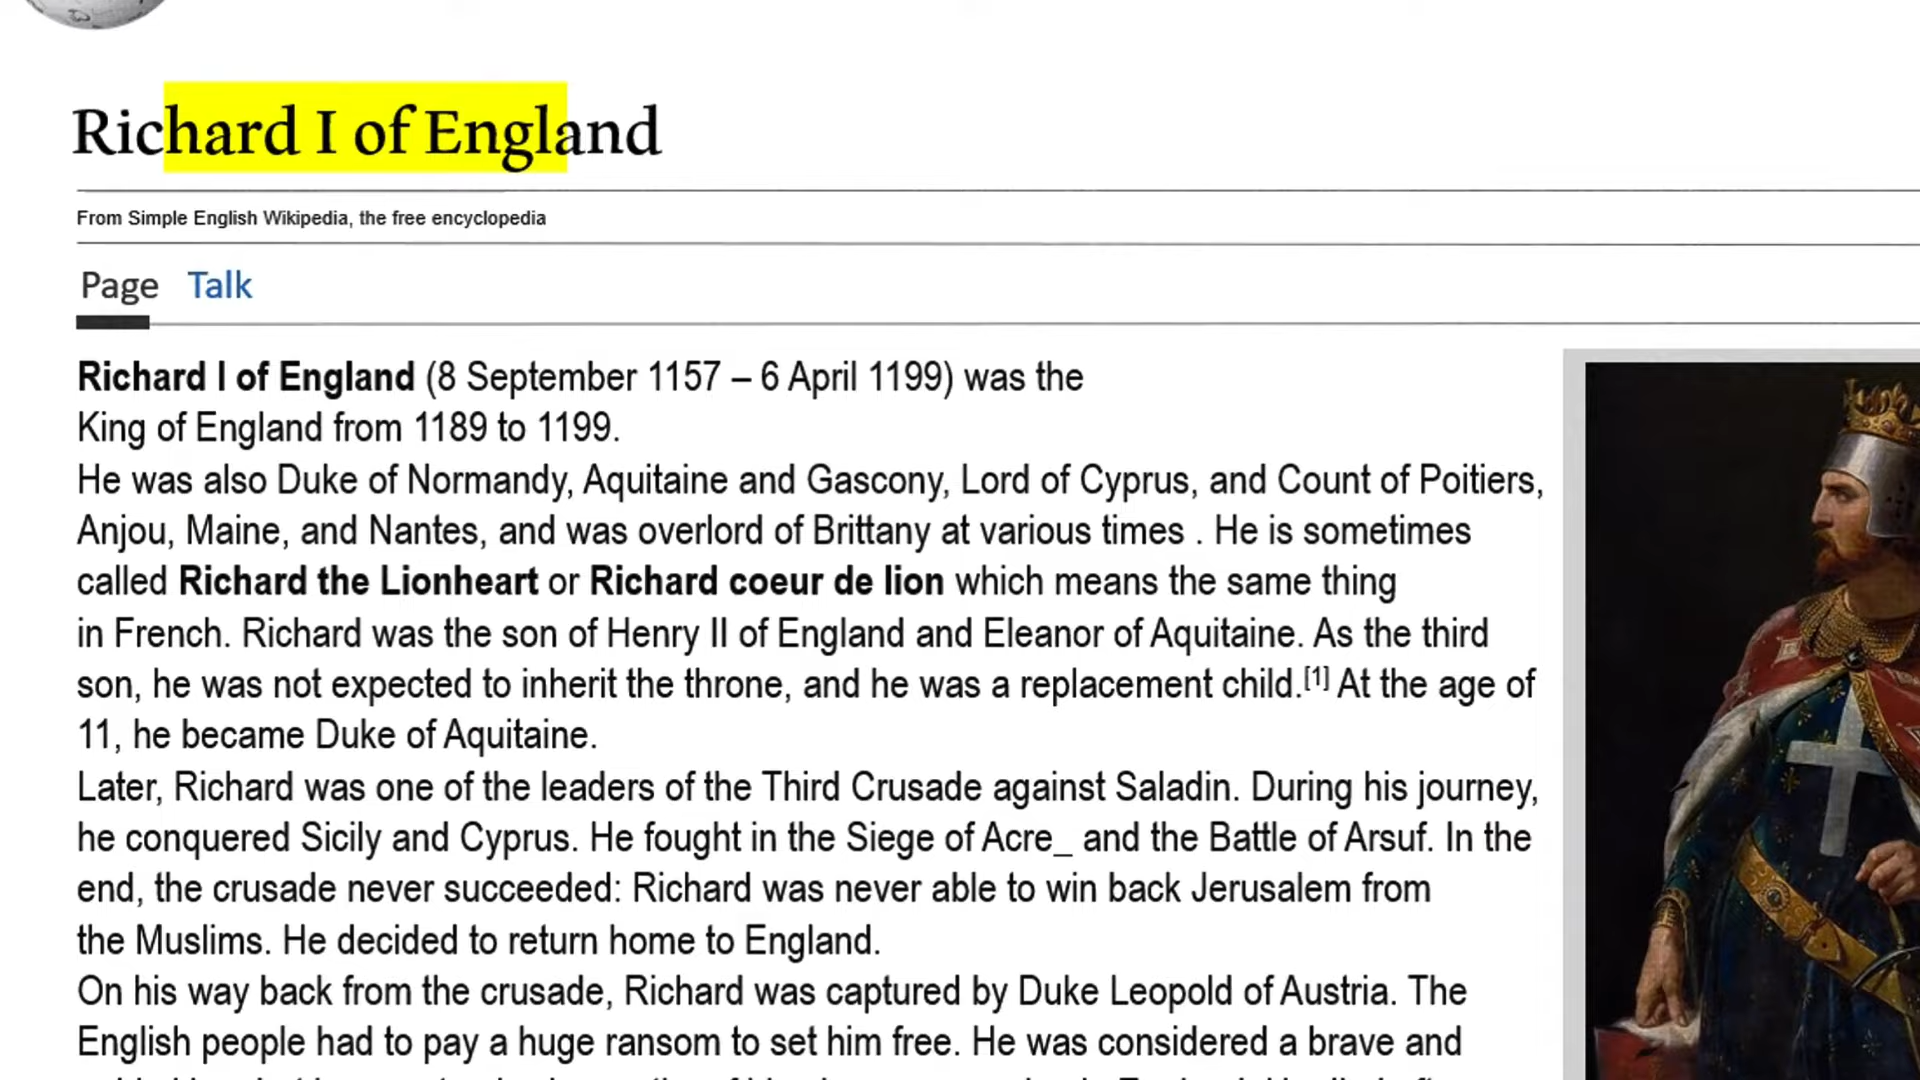 Richard I of England
From Simple English Wikipedia, the free encyclopedia
Page Talk
Richard I of England (8 September 1157 – 6 April 1199) was the
King of England from 1189 to 1199.
He was also Duke of Normandy, Aquitaine and Gascony, Lord of Cyprus, and Count of Poitiers,
Anjou, Maine, and Nantes, and was overlord of Brittany at various times . He is sometimes
called Richard the Lionheart or Richard coeur de lion which means the same thing
in French. Richard was the son of Henry II of England and Eleanor of Aquitaine. As the third
son, he was not expected to inherit the throne, and he was a replacement child.[1] At the age of
11, he became Duke of Aquitaine.
Later, Richard was one of the leaders of the Third Crusade against Saladin. During his journey,
he conquered Sicily and Cyprus. He fought in the Siege of Acre_ and the Battle of Arsuf. In the
end, the crusade never succeeded: Richard was never able to win back Jerusalem from
the Muslims. He decided to return home to England.
On his way back from the crusade, Richard was captured by Duke Leopold of Austria. The
English people had to pay a huge ransom to set him free. He was considered a brave and